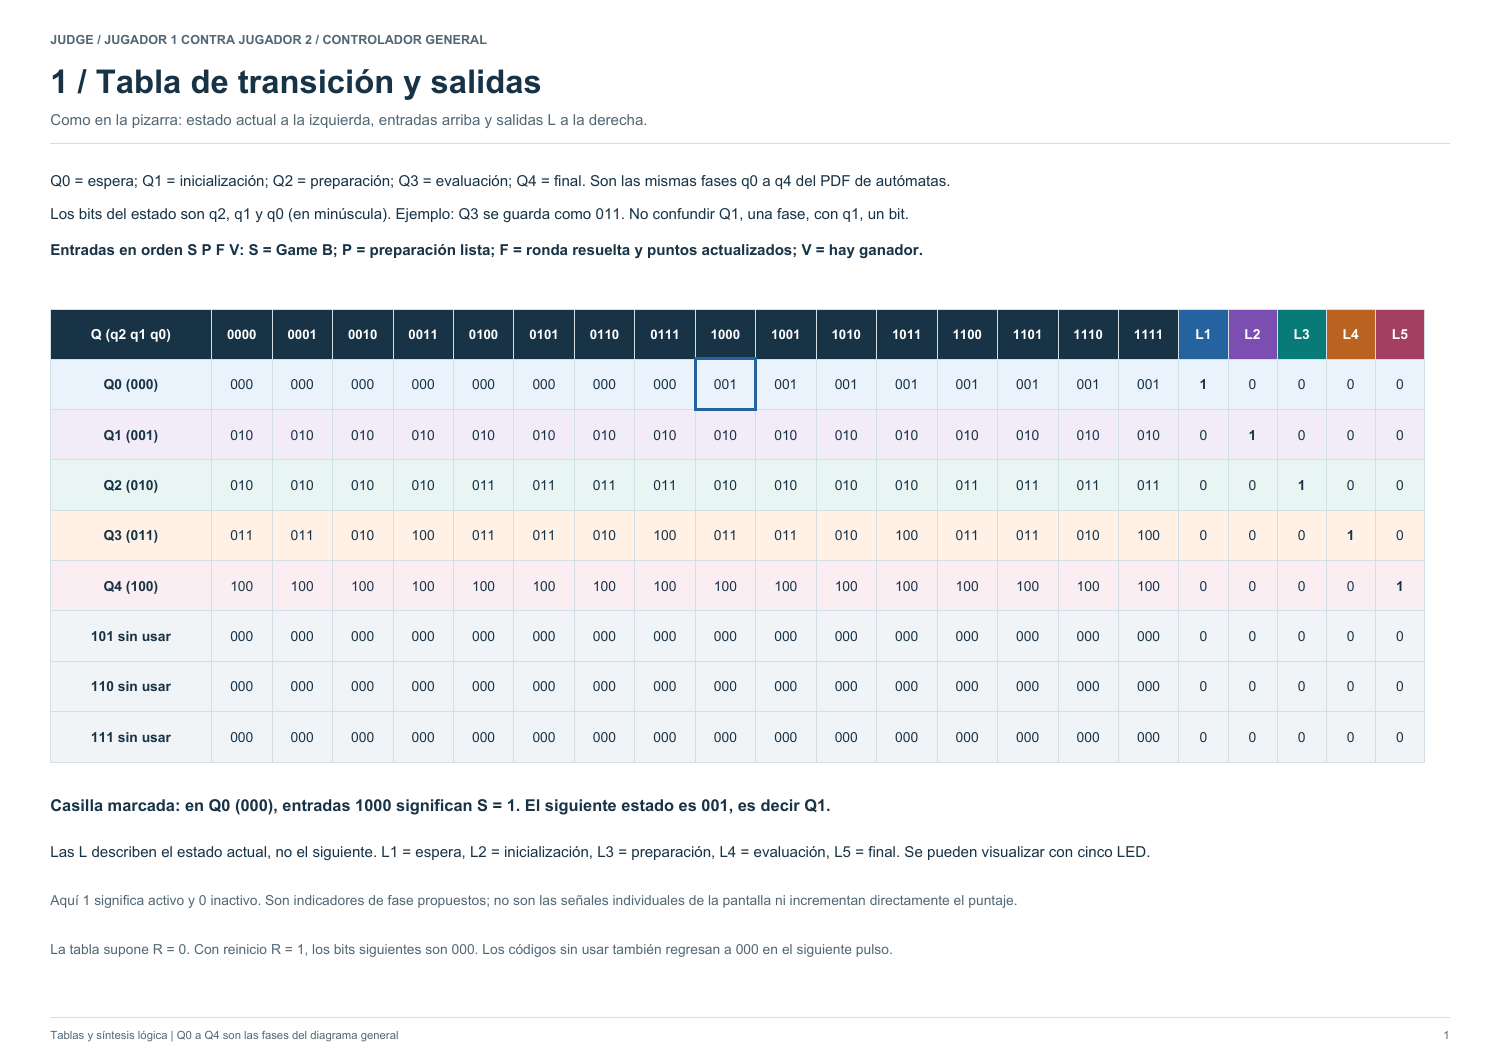 JUDGE / JUGADOR 1 CONTRA JUGADOR 2 / CONTROLADOR GENERAL
1 / Tabla de transición y salidas
Como en la pizarra: estado actual a la izquierda, entradas arriba y salidas L a la derecha.
Q0 = espera; Q1 = inicialización; Q2 = preparación; Q3 = evaluación; Q4 = final. Son las mismas fases q0 a q4 del PDF de autómatas.
Los bits del estado son q2, q1 y q0 (en minúscula). Ejemplo: Q3 se guarda como 011. No confundir Q1, una fase, con q1, un bit.
Entradas en orden S P F V: S = Game B; P = preparación lista; F = ronda resuelta y puntos actualizados; V = hay ganador.
Q (q2 q1 q0) 0000 0001 0010 0011 0100 0101 0110 0111 1000 1001 1010 1011 1100 1101 1110 1111 L1 L2 L3 L4 L5
Q0 (000) 000 000 000 000 000 000 000 000 001 001 001 001 001 001 001 001 1 0 0 0 0
Q1 (001) 010 010 010 010 010 010 010 010 010 010 010 010 010 010 010 010 0 1 0 0 0
Q2 (010) 010 010 010 010 011 011 011 011 010 010 010 010 011 011 011 011 0 0 1 0 0
Q3 (011) 011 011 010 100 011 011 010 100 011 011 010 100 011 011 010 100 0 0 0 1 0
Q4 (100) 100 100 100 100 100 100 100 100 100 100 100 100 100 100 100 100 0 0 0 0 1
101 sin usar 000 000 000 000 000 000 000 000 000 000 000 000 000 000 000 000 0 0 0 0 0
110 sin usar 000 000 000 000 000 000 000 000 000 000 000 000 000 000 000 000 0 0 0 0 0
111 sin usar 000 000 000 000 000 000 000 000 000 000 000 000 000 000 000 000 0 0 0 0 0
Casilla marcada: en Q0 (000), entradas 1000 significan S = 1. El siguiente estado es 001, es decir Q1.
Las L describen el estado actual, no el siguiente. L1 = espera, L2 = inicialización, L3 = preparación, L4 = evaluación, L5 = final. Se pueden visualizar con cinco LED.
Aquí 1 significa activo y 0 inactivo. Son indicadores de fase propuestos; no son las señales individuales de la pantalla ni incrementan directamente el puntaje.
La tabla supone R = 0. Con reinicio R = 1, los bits siguientes son 000. Los códigos sin usar también regresan a 000 en el siguiente pulso.
Tablas y síntesis lógica | Q0 a Q4 son las fases del diagrama general 1